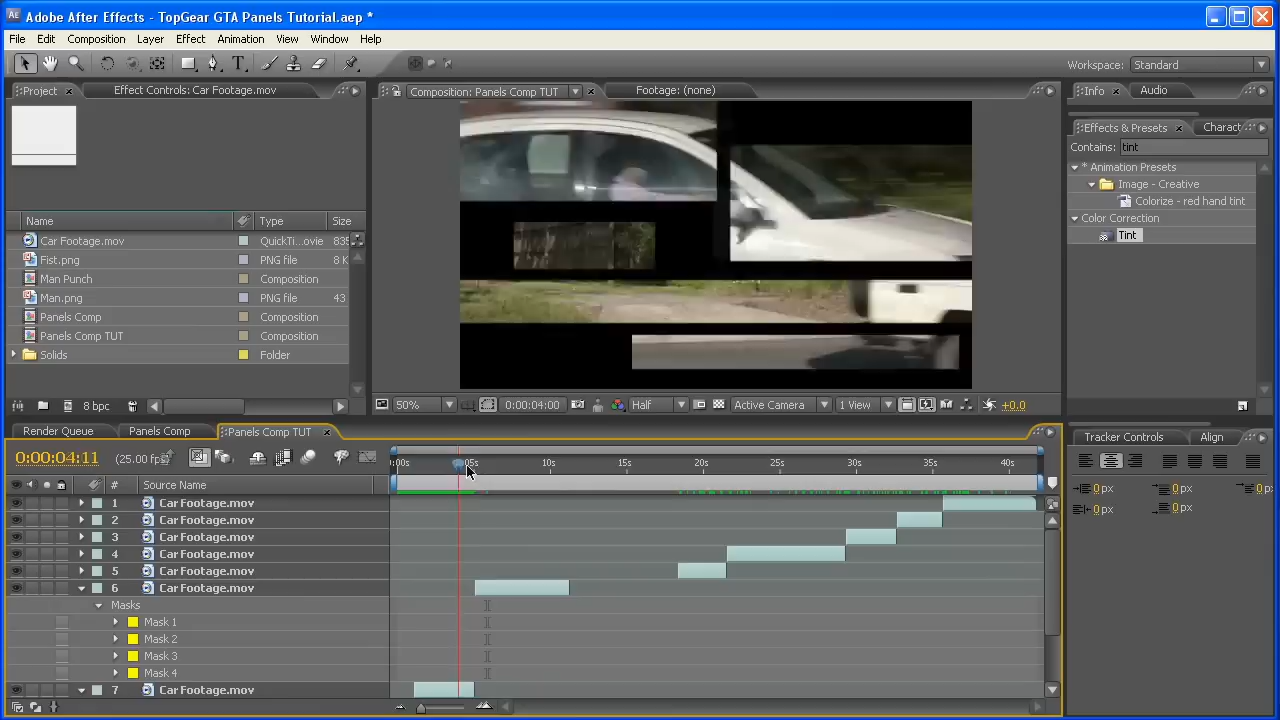 Adobe After Effects - TopGear GTA Panels Tutorial.aep *
File Edit Composition Layer Effect Animation View Window Help
Workspace: Standard
Project Effect Controls: Car Footage.mov
Composition: Panels Comp TUT Footage: (none)
Info Audio
Effects & Presets Charact
Contains: tint
* Animation Presets
Image - Creative
Colorize - red hand tint
Color Correction
Tint
Name Type Size
Car Footage.mov QuickTi...ovie 835
Fist.png PNG file 8 K
Man Punch Composition
Man.png PNG file 43
Panels Comp Composition
Panels Comp TUT Composition
Solids Folder
8 bpc
50% 0:00:04:00 Half Active Camera 1 View +0.0
Render Queue Panels Comp Panels Comp TUT
Tracker Controls Align
0:00:04:11 (25.00 fps)
:00s 05s 10s 15s 20s 25s 30s 35s 40s
# Source Name
1 Car Footage.mov
2 Car Footage.mov
3 Car Footage.mov
4 Car Footage.mov
5 Car Footage.mov
6 Car Footage.mov
Masks
Mask 1
Mask 2
Mask 3
Mask 4
7 Car Footage.mov
0 px 0 px 0 px
0 px 0 px